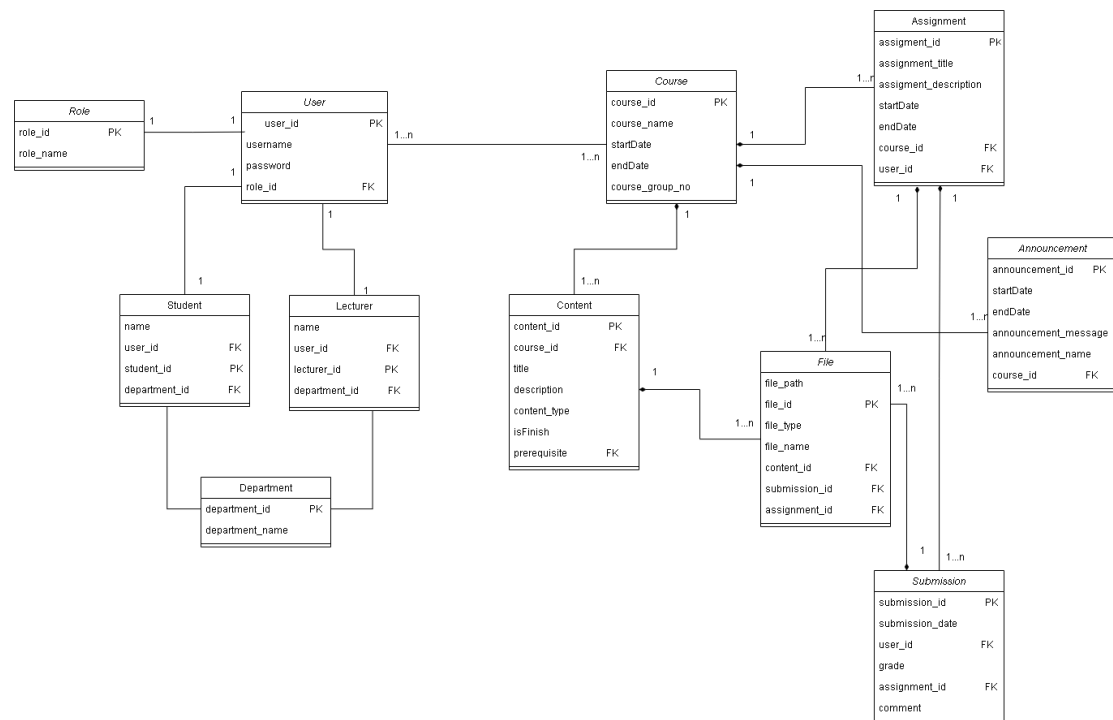 Role
role_id PK
role_name
1
1
User
user_id PK
username
password
role_id FK
1
1
1...n
1...n
Course
course_id PK
course_name
startDate
endDate
course_group_no
1
1
1
Assignment
assigment_id PK
assignment_title
assigment_description
startDate
endDate
course_id FK
user_id FK
1...n
1
1
Announcement
announcement_id PK
startDate
endDate
announcement_message
announcement_name
course_id FK
1...n
1
Student
name
user_id FK
student_id PK
department_id FK
1
Lecturer
name
user_id FK
lecturer_id PK
department_id FK
1...n
Content
content_id PK
course_id FK
title
description
content_type
isFinish
prerequisite FK
1
1...n
1...n
File
file_path
file_id PK
file_type
file_name
content_id FK
submission_id FK
assignment_id FK
1...n
Department
department_id PK
department_name
1
1...n
Submission
submission_id PK
submission_date
user_id FK
grade
assignment_id FK
comment